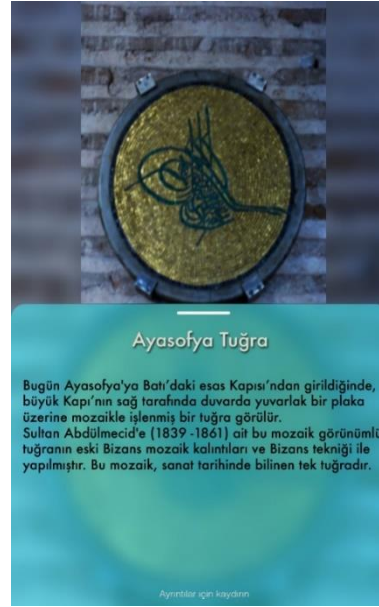 Ayasofya Tuğra
Bugün Ayasofya'ya Batı'daki esas Kapısı'ndan girildiğinde,
büyük Kapı'nın sağ tarafında duvarda yuvarlak bir plaka
üzerine mozaikle işlenmiş bir tuğra görülür.
Sultan Abdülmecid'e (1839 -1861) ait bu mozaik görünümlü
tuğranın eski Bizans mozaik kalıntıları ve Bizans tekniği ile
yapılmıştır. Bu mozaik, sanat tarihinde bilinen tek tuğradır.
Ayrıntılar için kaydırın